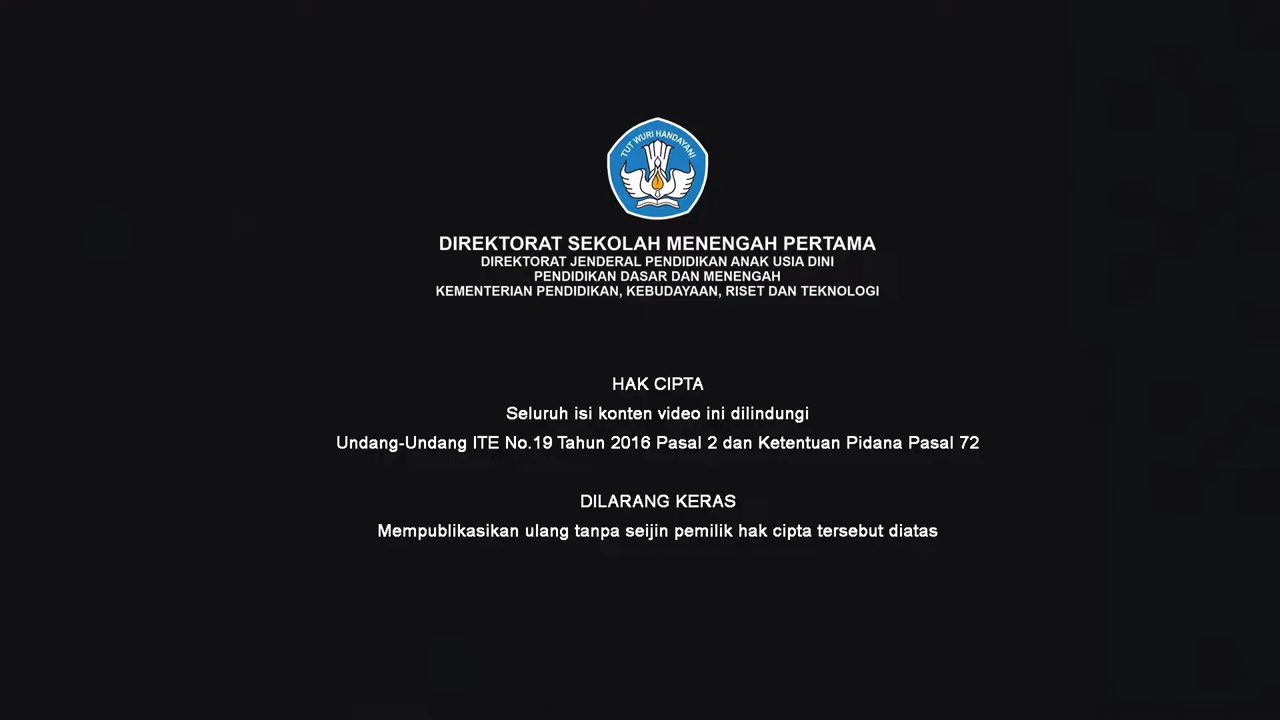 TUT WURI HANDAYANI
DIREKTORAT SEKOLAH MENENGAH PERTAMA
DIREKTORAT JENDERAL PENDIDIKAN ANAK USIA DINI
PENDIDIKAN DASAR DAN MENENGAH
KEMENTERIAN PENDIDIKAN, KEBUDAYAAN, RISET DAN TEKNOLOGI
HAK CIPTA
Seluruh isi konten video ini dilindungi
Undang-Undang ITE No.19 Tahun 2016 Pasal 2 dan Ketentuan Pidana Pasal 72
DILARANG KERAS
Mempublikasikan ulang tanpa seijin pemilik hak cipta tersebut diatas